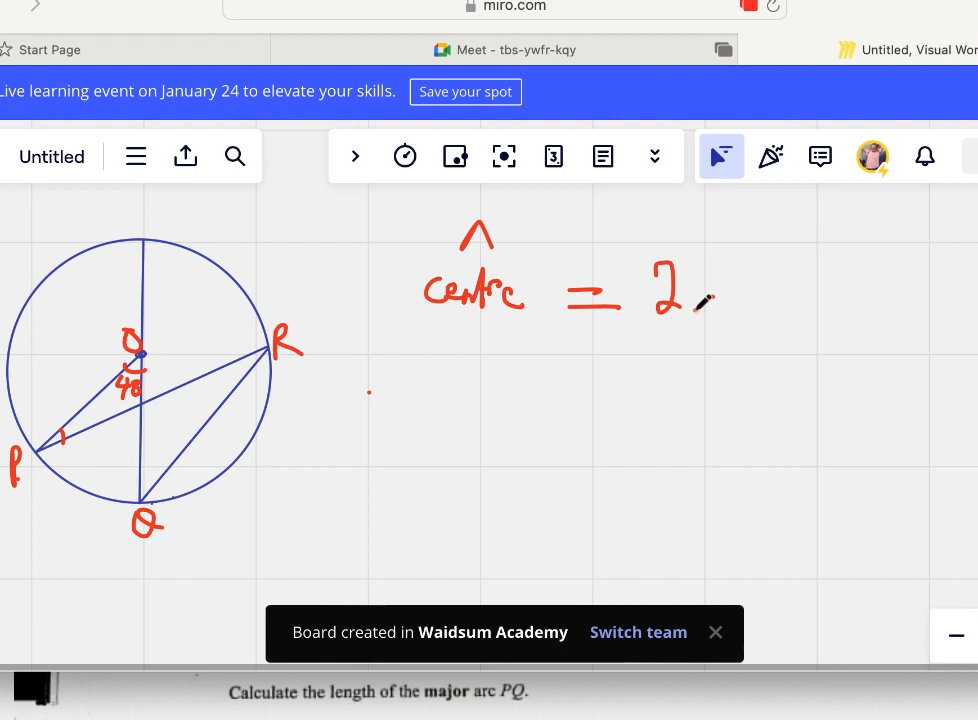 miro.com
Start Page
Meet - tbs-ywfr-kqy
Untitled, Visual Wor
Live learning event on January 24 to elevate your skills. Save your spot
Untitled
3
centre = 2
O
R
48
P
Q
Board created in Waidsum Academy Switch team
Calculate the length of the major arc PQ.